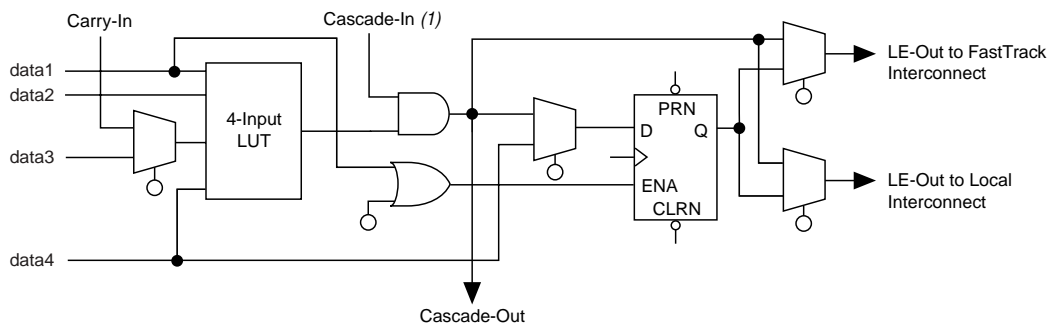 Carry-In
Cascade-In (1)
data1
data2
data3
data4
4-Input
LUT
PRN
D
Q
ENA
CLRN
LE-Out to FastTrack
Interconnect
LE-Out to Local
Interconnect
Cascade-Out